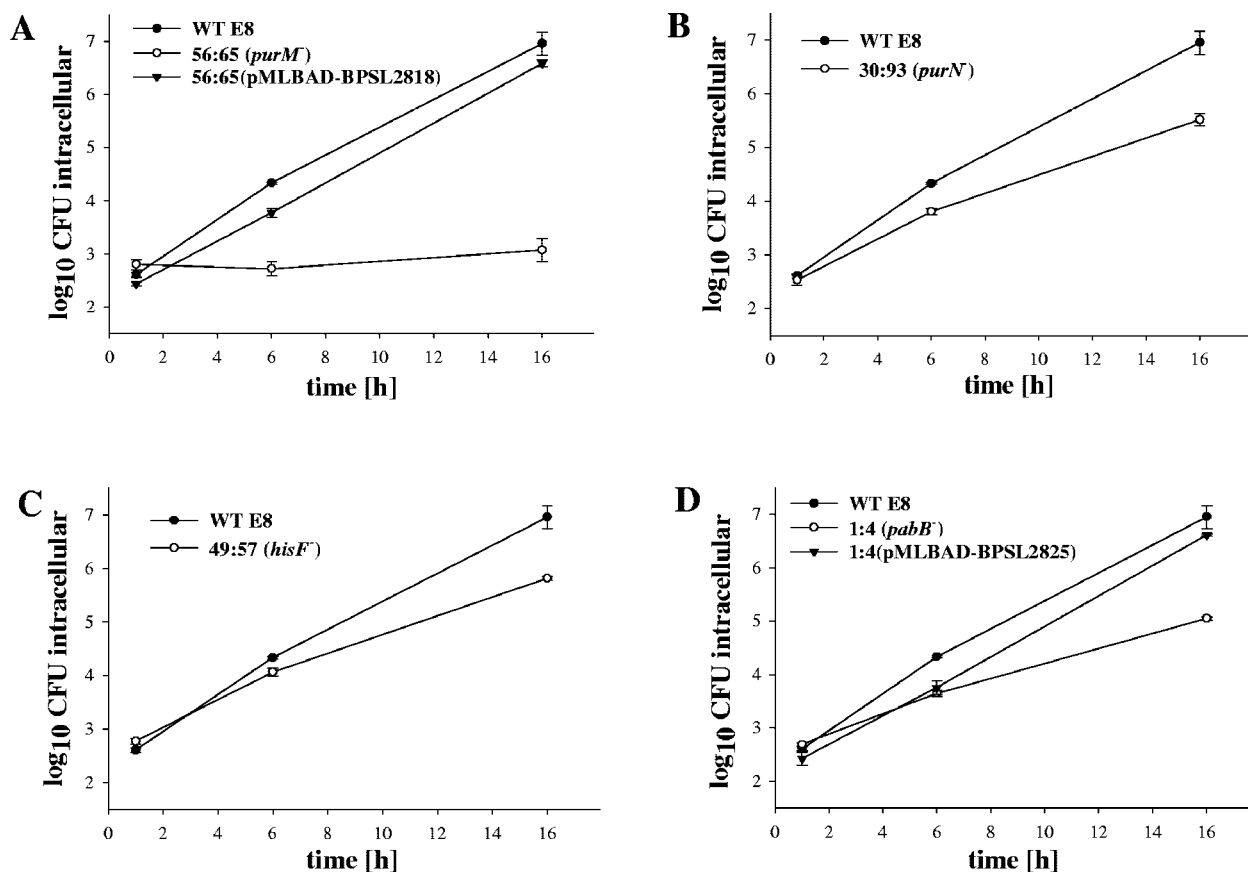 A
WT E8
56:65 (purM⁻)
56:65(pMLBAD-BPSL2818)
log10 CFU intracellular
7
6
5
4
3
2
0 2 4 6 8 10 12 14 16
time [h]
B
WT E8
30:93 (purN⁻)
log10 CFU intracellular
7
6
5
4
3
2
0 2 4 6 8 10 12 14 16
time [h]
C
WT E8
49:57 (hisF⁻)
log10 CFU intracellular
7
6
5
4
3
2
0 2 4 6 8 10 12 14 16
time [h]
D
WT E8
1:4 (pabB⁻)
1:4(pMLBAD-BPSL2825)
log10 CFU intracellular
7
6
5
4
3
2
0 2 4 6 8 10 12 14 16
time [h]